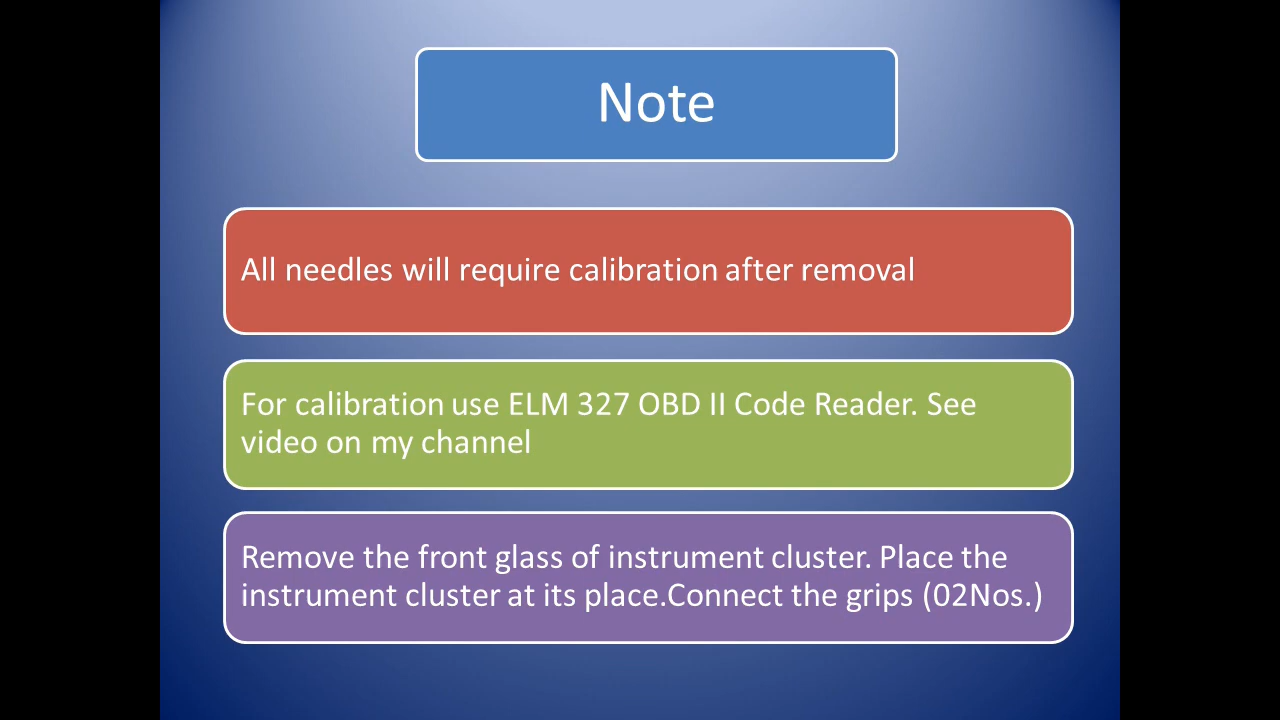 Note
All needles will require calibration after removal
For calibration use ELM 327 OBD II Code Reader. See
video on my channel
Remove the front glass of instrument cluster. Place the
instrument cluster at its place.Connect the grips (02Nos.)